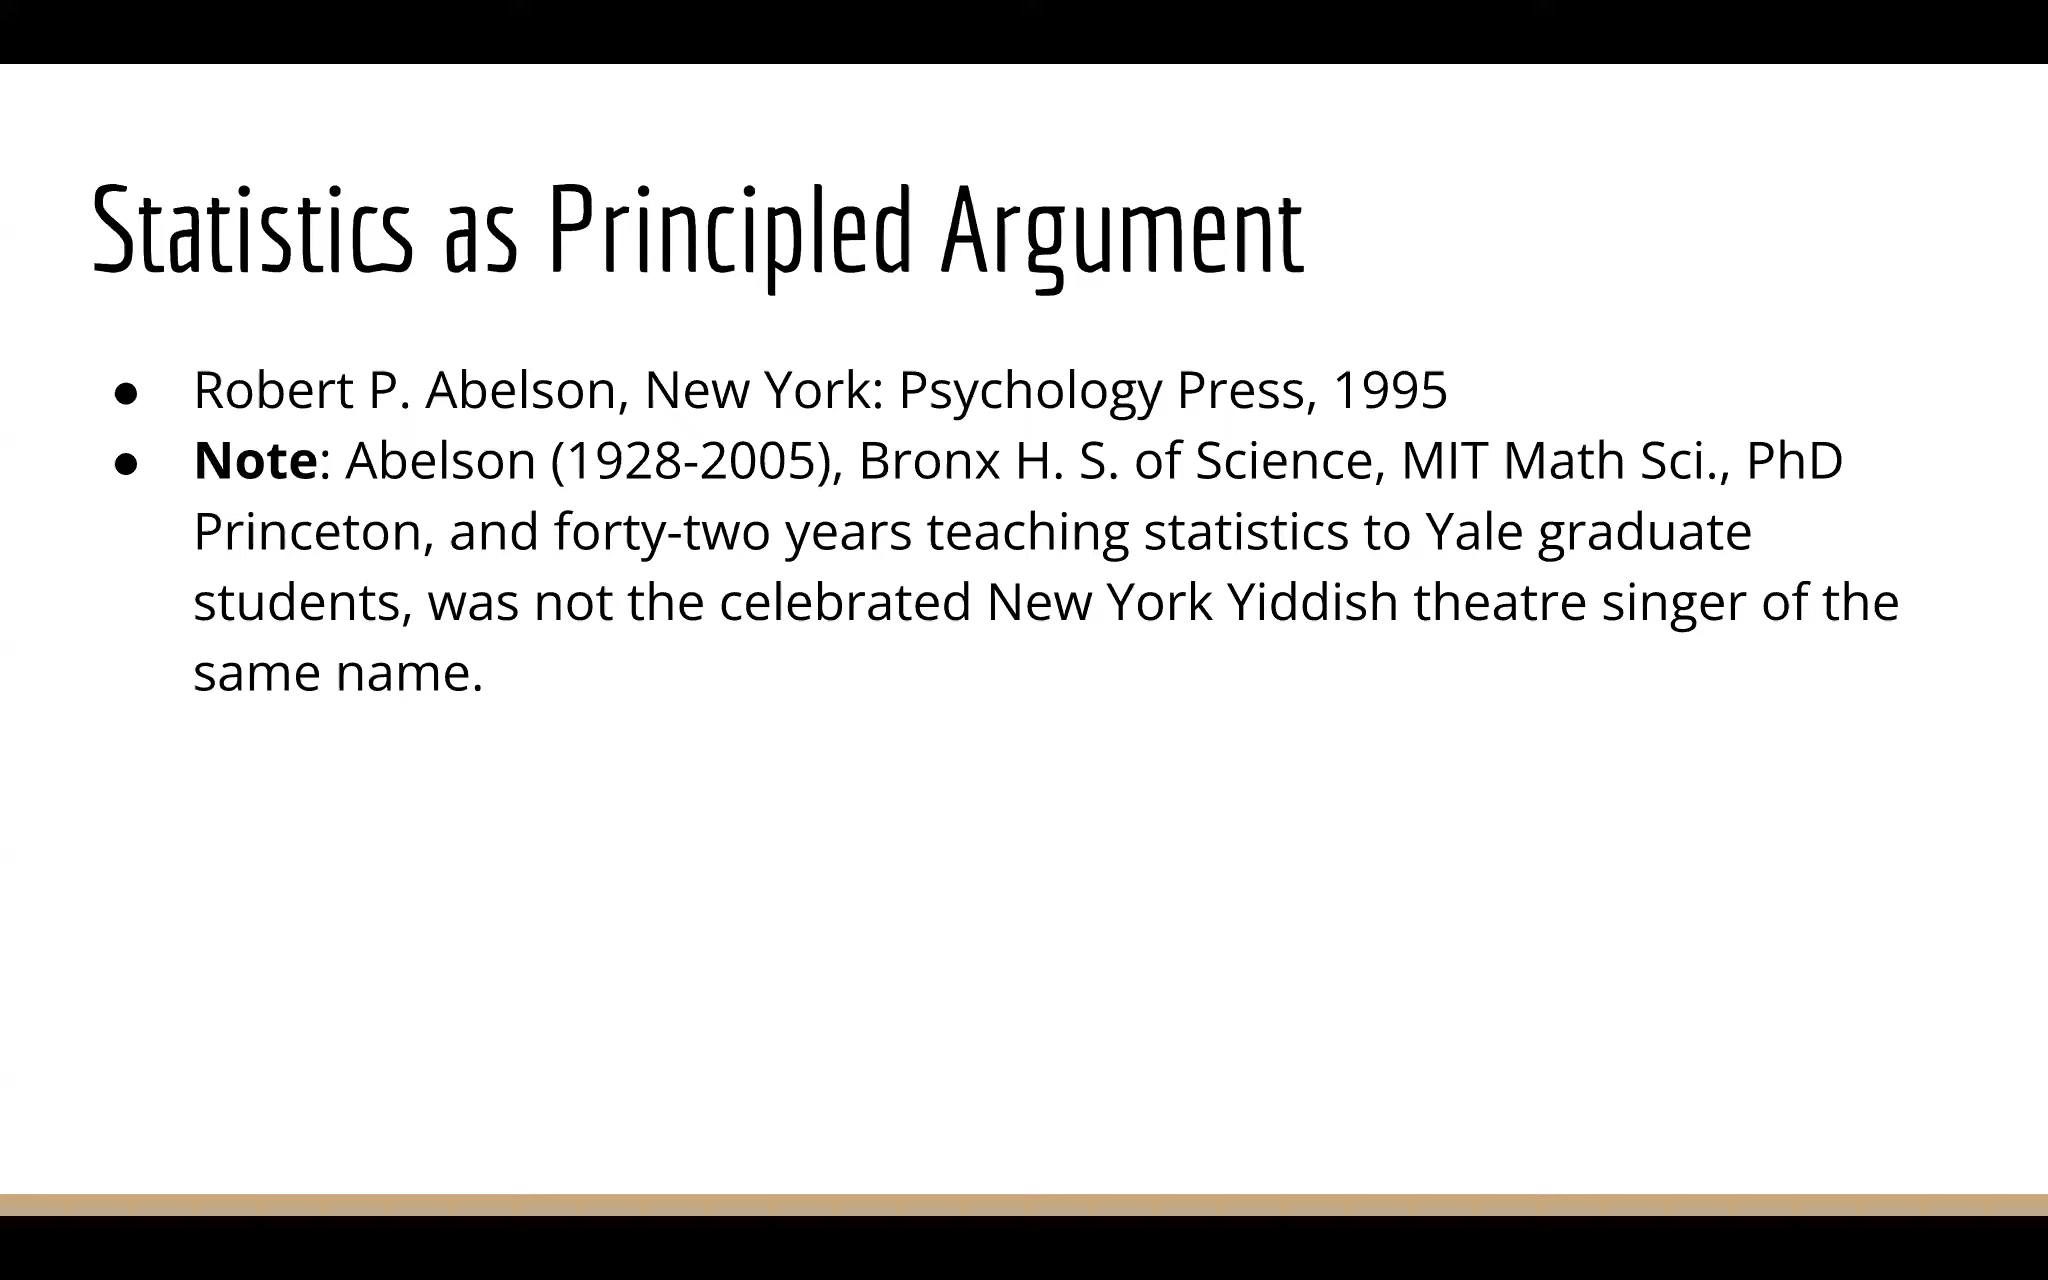 Statistics as Principled Argument
● Robert P. Abelson, New York: Psychology Press, 1995
● Note: Abelson (1928-2005), Bronx H. S. of Science, MIT Math Sci., PhD
Princeton, and forty-two years teaching statistics to Yale graduate
students, was not the celebrated New York Yiddish theatre singer of the
same name.